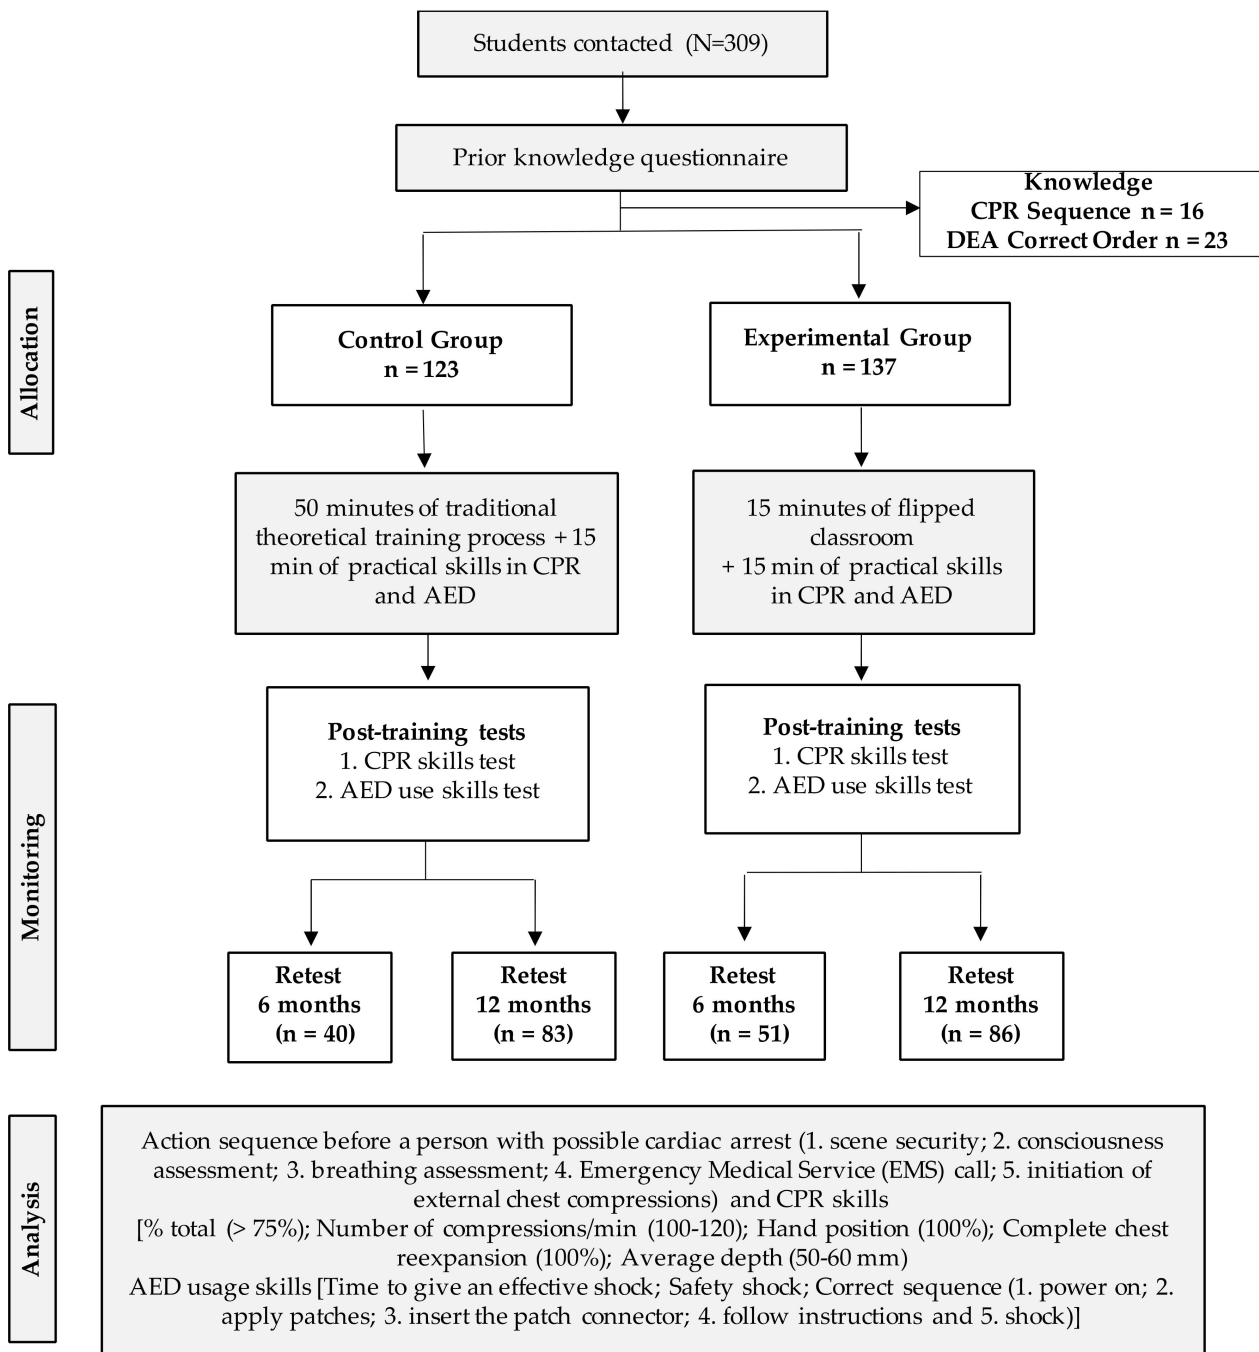 Students contacted (N=309)
Prior knowledge questionnaire
Knowledge
CPR Sequence n = 16
DEA Correct Order n = 23
Allocation
Control Group
n = 123
Experimental Group
n = 137
50 minutes of traditional
theoretical training process + 15
min of practical skills in CPR
and AED
15 minutes of flipped
classroom
+ 15 min of practical skills
in CPR and AED
Monitoring
Post-training tests
1. CPR skills test
2. AED use skills test
Post-training tests
1. CPR skills test
2. AED use skills test
Retest
6 months
(n = 40)
Retest
12 months
(n = 83)
Retest
6 months
(n = 51)
Retest
12 months
(n = 86)
Analysis
Action sequence before a person with possible cardiac arrest (1. scene security; 2. consciousness
assessment; 3. breathing assessment; 4. Emergency Medical Service (EMS) call; 5. initiation of
external chest compressions) and CPR skills
[% total (> 75%); Number of compressions/min (100-120); Hand position (100%); Complete chest
reexpansion (100%); Average depth (50-60 mm)
AED usage skills [Time to give an effective shock; Safety shock; Correct sequence (1. power on; 2.
apply patches; 3. insert the patch connector; 4. follow instructions and 5. shock)]